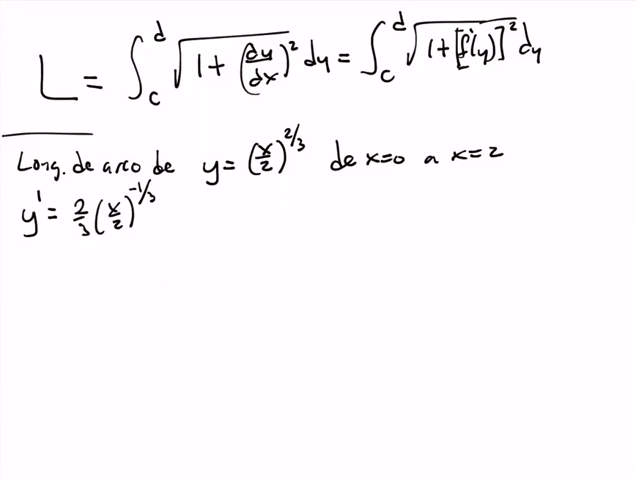 L = ∫_c^d √(1 + (dy/dx)²) dy = ∫_c^d √(1 + [f'(y)]²) dy
Long. de arco de y = (x/2)^(2/3) de x=0 a x=2
y' = 2/3 (x/2)^(-1/3)